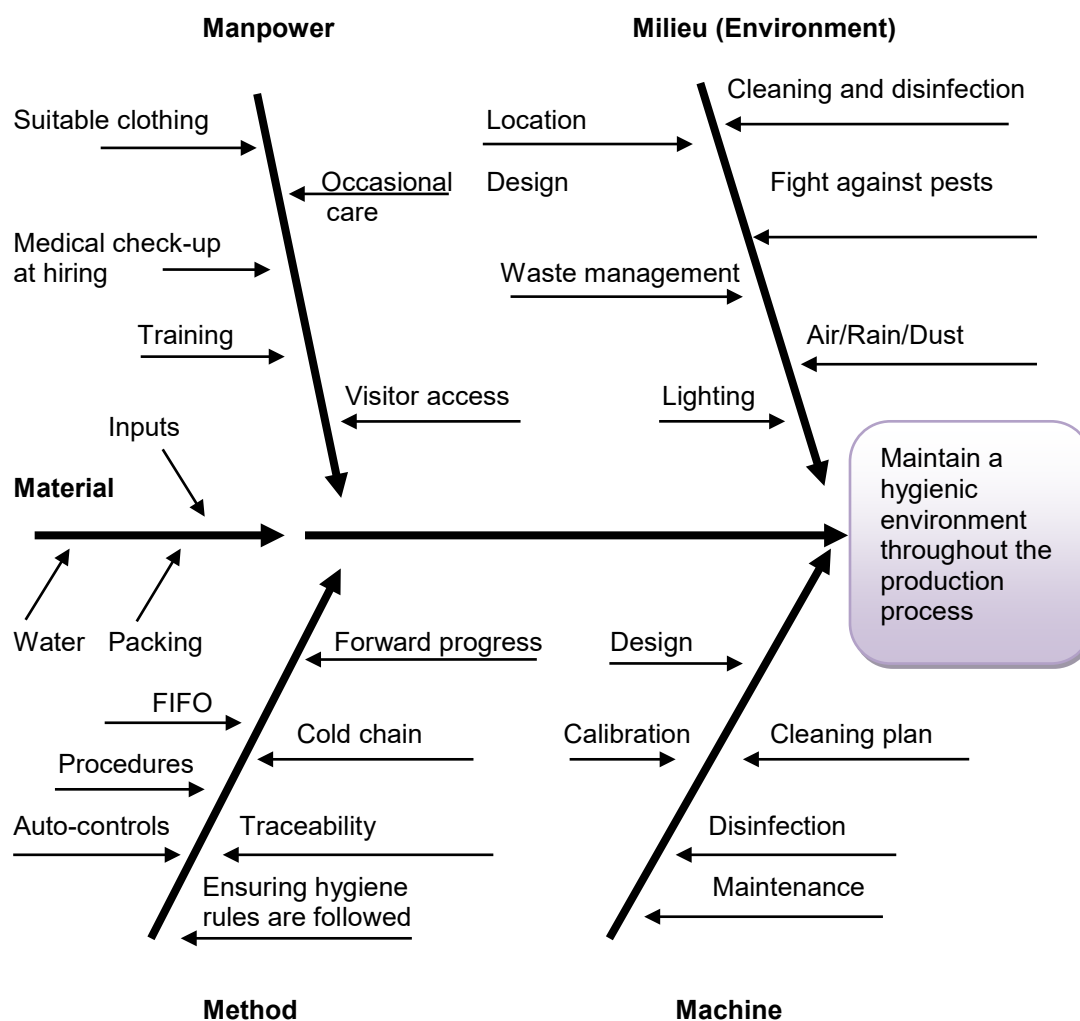 Manpower
Milieu (Environment)
Suitable clothing
Occasional
care
Medical check-up
at hiring
Training
Visitor access
Location
Design
Cleaning and disinfection
Fight against pests
Waste management
Air/Rain/Dust
Lighting
Inputs
Material
Water
Packing
Maintain a
hygienic
environment
throughout the
production
process
Forward progress
FIFO
Cold chain
Procedures
Auto-controls
Traceability
Ensuring hygiene
rules are followed
Design
Calibration
Cleaning plan
Disinfection
Maintenance
Method
Machine